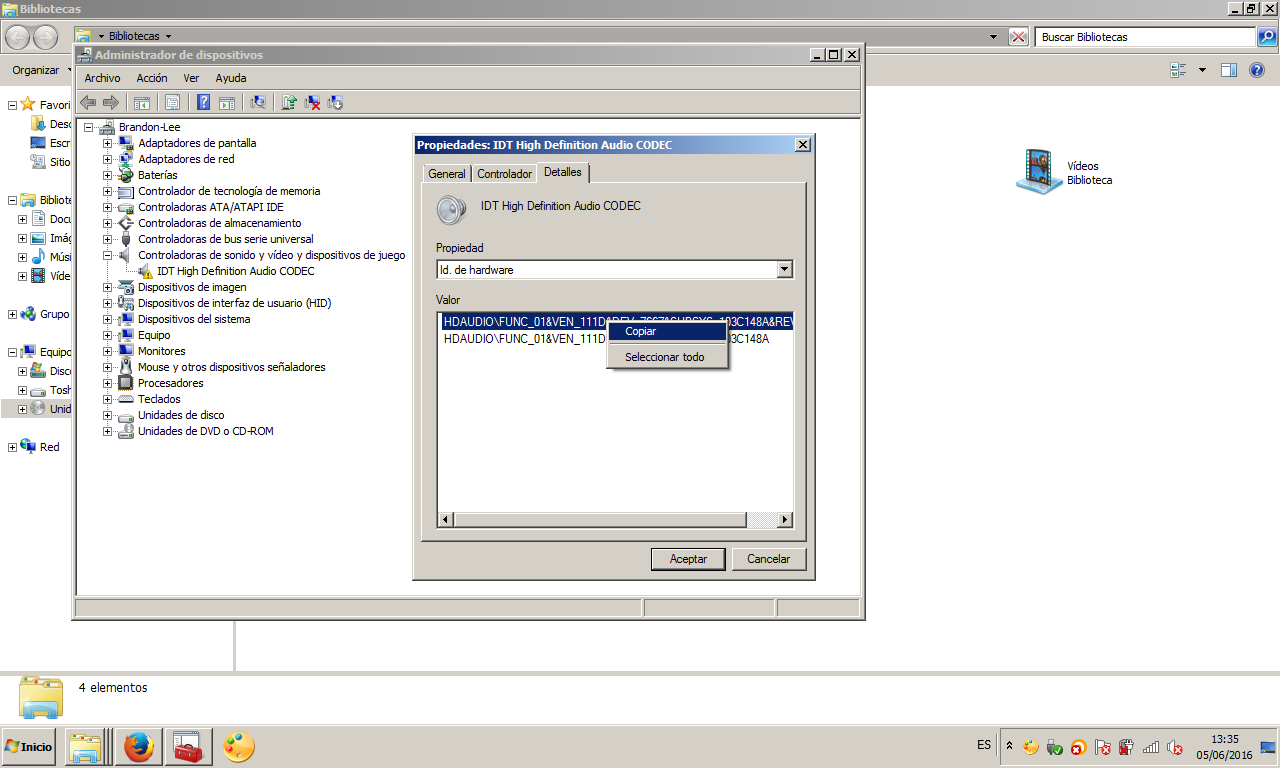 Bibliotecas
Bibliotecas
Buscar Bibliotecas
Organizar
Favori
Desc
Escr
Sitio
Bibliote
Docu
Imág
Músi
Víde
Grupo
Equipo
Disc
Tosh
Unid
Red
Administrador de dispositivos
Archivo Acción Ver Ayuda
Brandon-Lee
Adaptadores de pantalla
Adaptadores de red
Baterías
Controlador de tecnología de memoria
Controladoras ATA/ATAPI IDE
Controladoras de almacenamiento
Controladoras de bus serie universal
Controladoras de sonido y vídeo y dispositivos de juego
IDT High Definition Audio CODEC
Dispositivos de imagen
Dispositivos de interfaz de usuario (HID)
Dispositivos del sistema
Equipo
Monitores
Mouse y otros dispositivos señaladores
Procesadores
Teclados
Unidades de disco
Unidades de DVD o CD-ROM
Propiedades: IDT High Definition Audio CODEC
General Controlador Detalles
IDT High Definition Audio CODEC
Propiedad
Id. de hardware
Valor
HDAUDIO\FUNC_01&VEN_111D&DEV_7667&SUBSYS_103C148A&REV
HDAUDIO\FUNC_01&VEN_111D 03C148A
Copiar
Seleccionar todo
Aceptar Cancelar
Vídeos
Biblioteca
4 elementos
Inicio
ES
13:35
05/06/2016